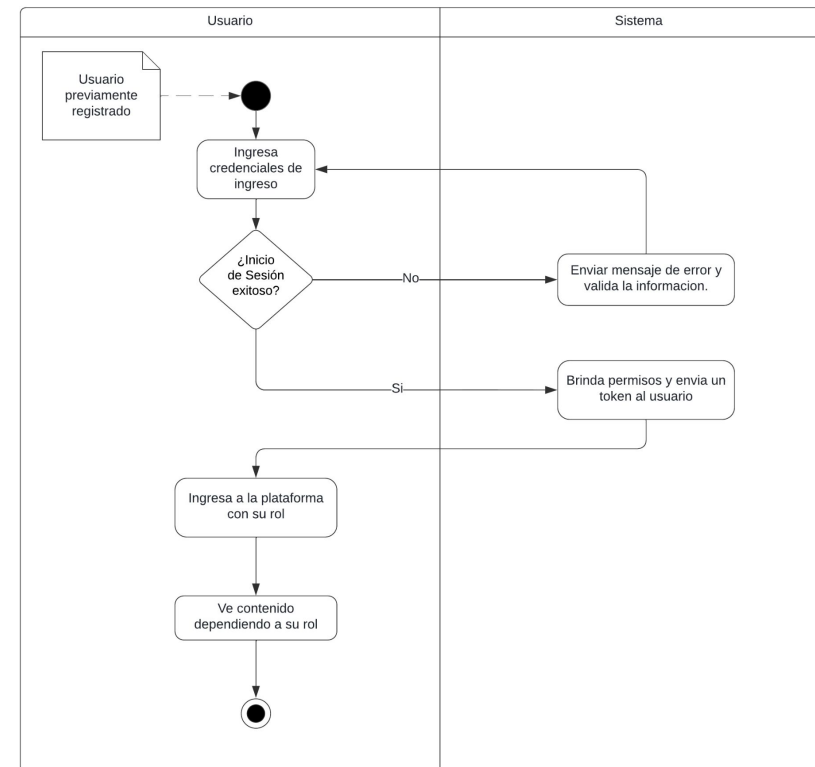 Usuario
Sistema
Usuario
previamente
registrado
Ingresa
credenciales de
ingreso
¿Inicio
de Sesión
exitoso?
No
Enviar mensaje de error y
valida la informacion.
Si
Brinda permisos y envia un
token al usuario
Ingresa a la plataforma
con su rol
Ve contenido
dependiendo a su rol